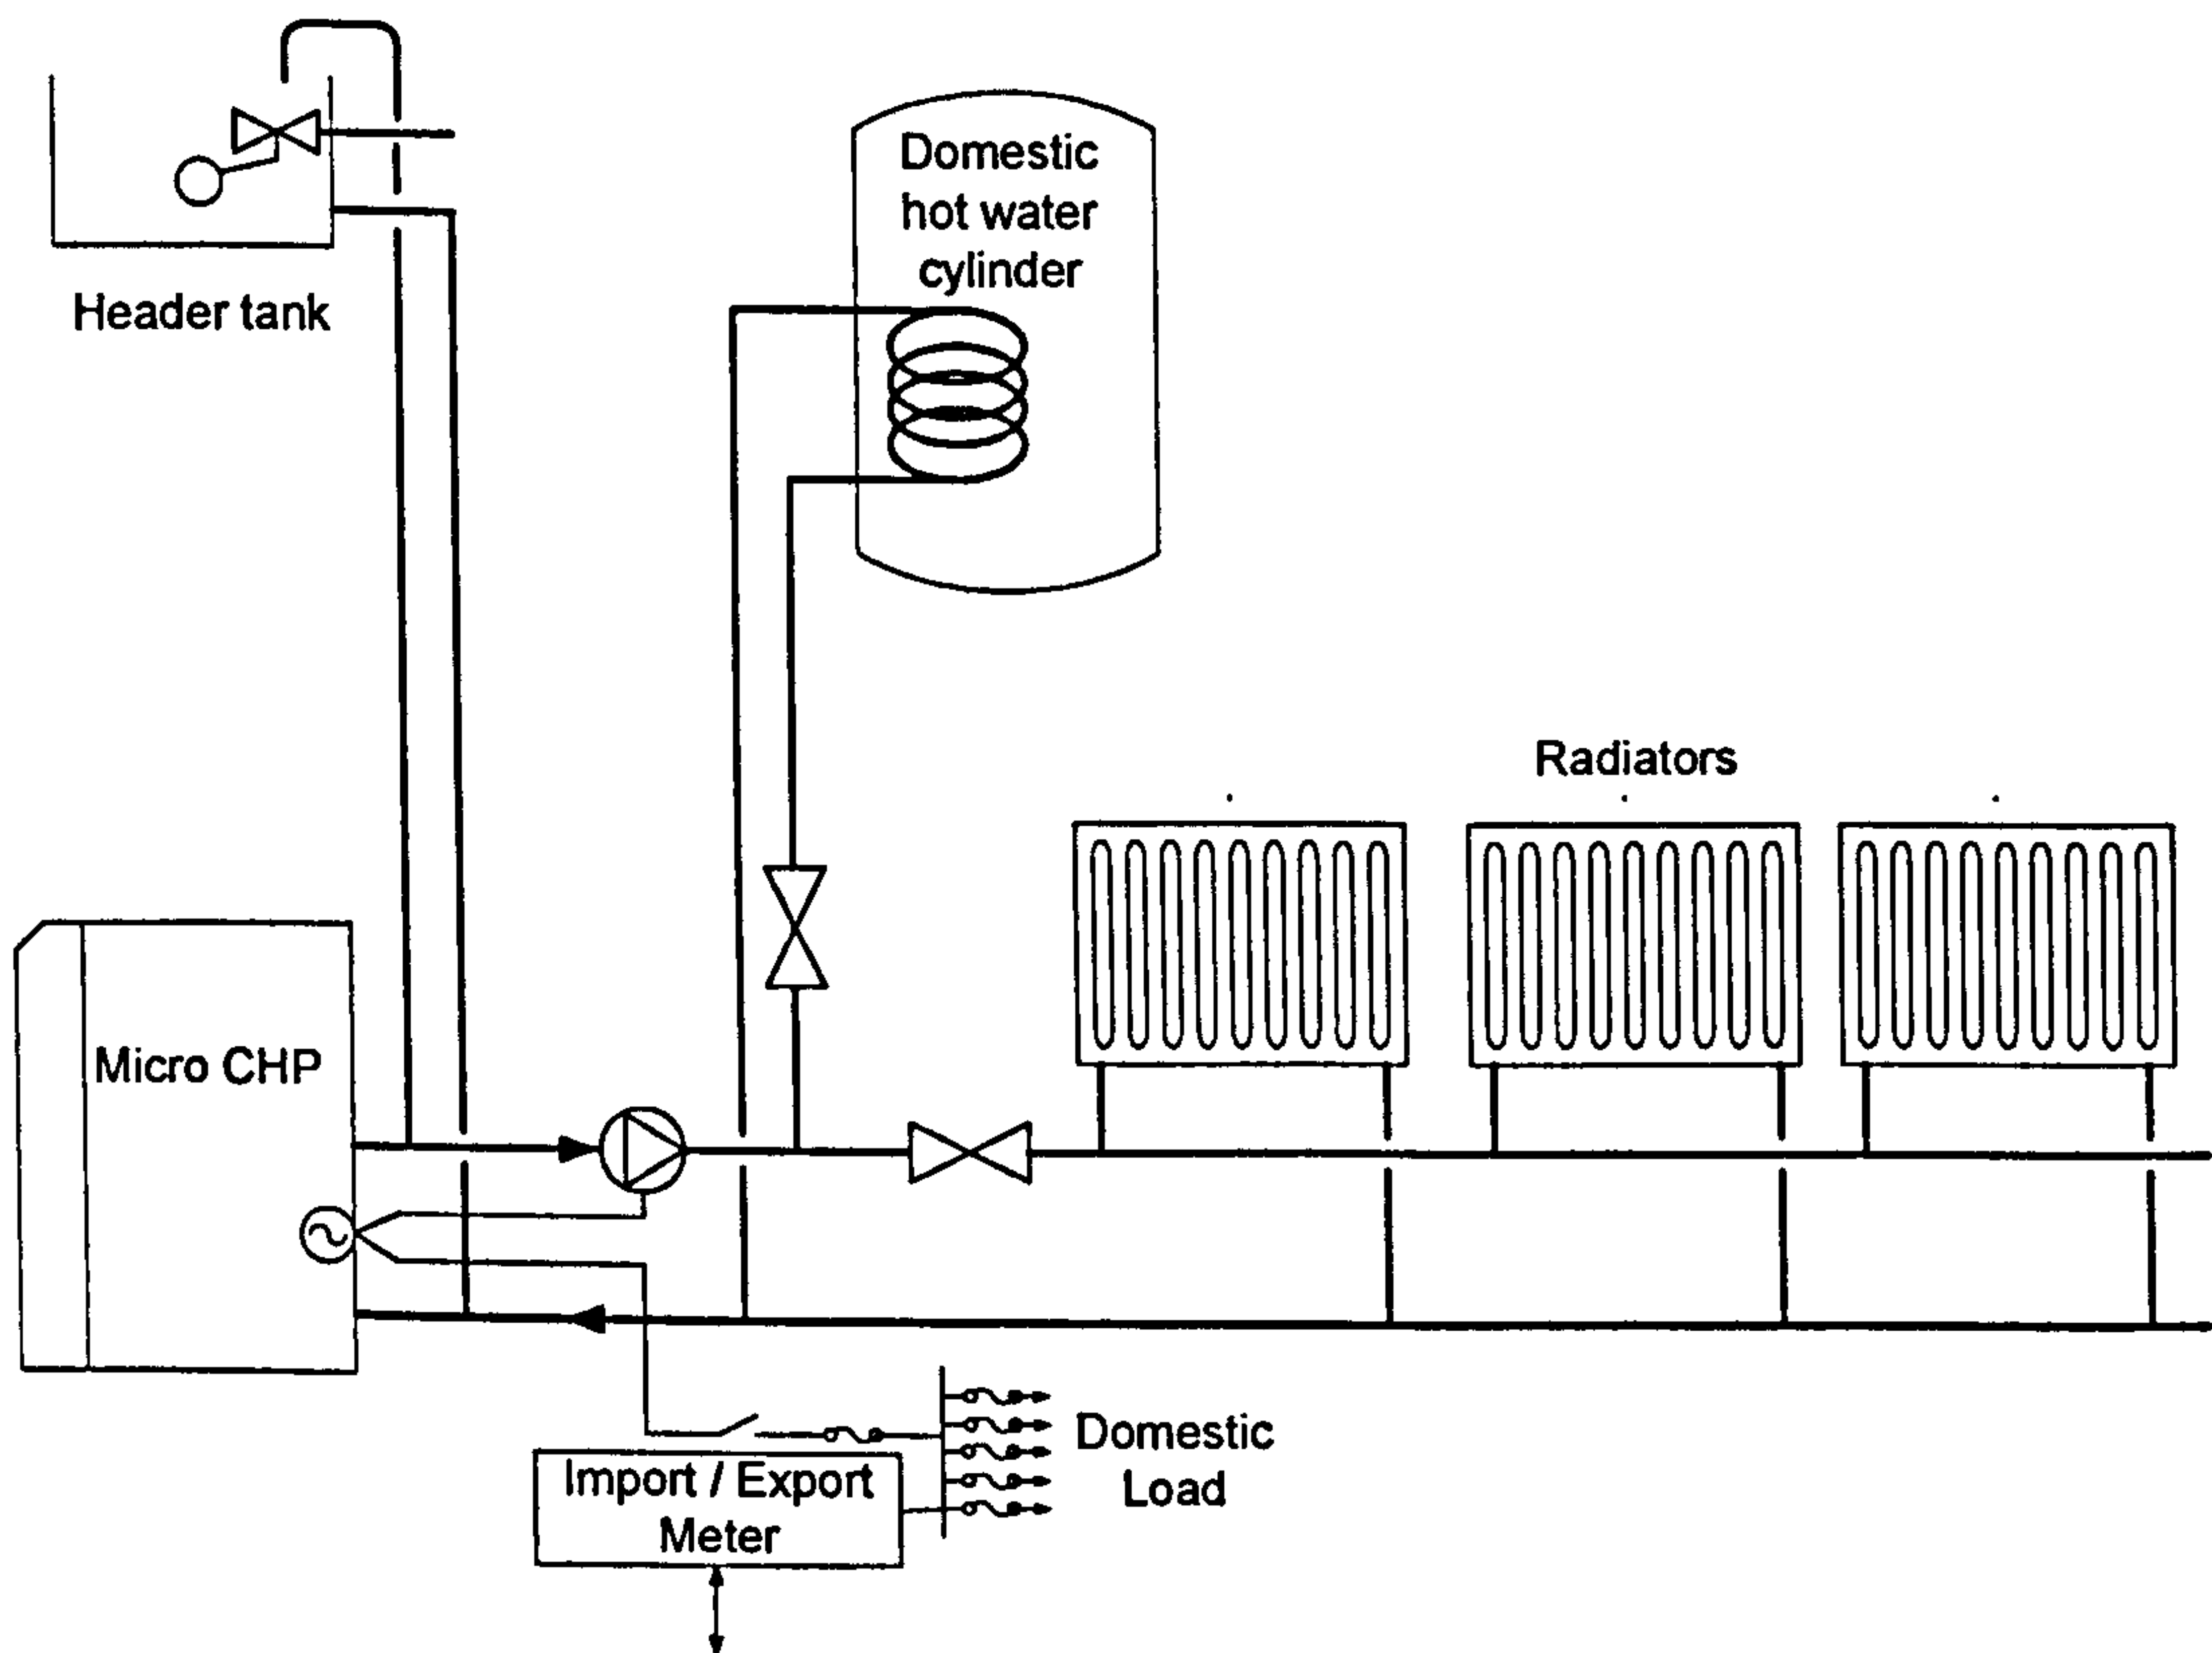 Domestic
hot water
cylinder
Header tank
Radiators
Micro CHP
Domestic
Load
Import / Export
Meter